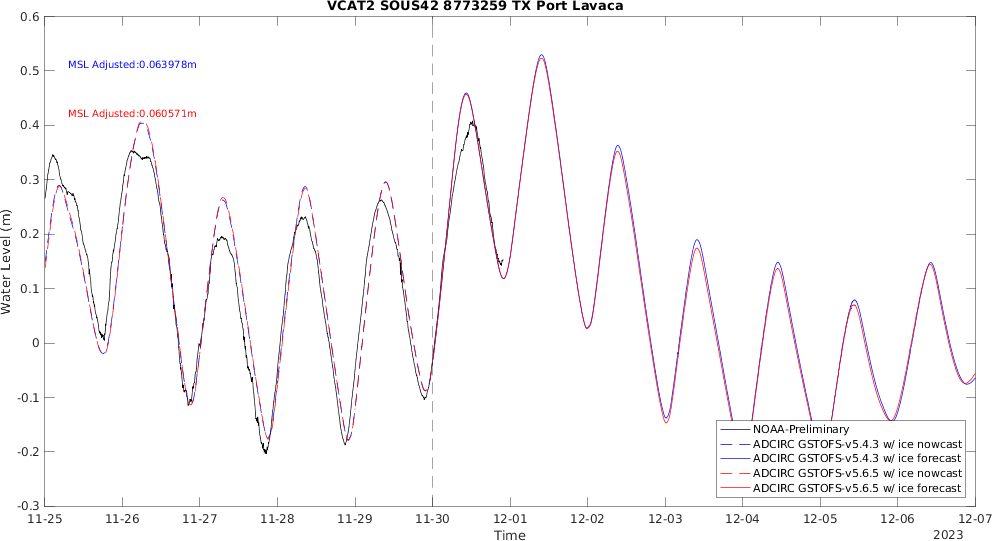 VCAT2 SOUS42 8773259 TX Port Lavaca
0.6
0.5
0.4
0.3
0.2
0.1
0
-0.1
-0.2
-0.3
Water Level (m)
MSL Adjusted:0.063978m
MSL Adjusted:0.060571m
NOAA-Preliminary
ADCIRC GSTOFS-v5.4.3 w/ ice nowcast
ADCIRC GSTOFS-v5.4.3 w/ ice forecast
ADCIRC GSTOFS-v5.6.5 w/ ice nowcast
ADCIRC GSTOFS-v5.6.5 w/ ice forecast
11-25 11-26 11-27 11-28 11-29 11-30 12-01 12-02 12-03 12-04 12-05 12-06 12-07
Time
2023